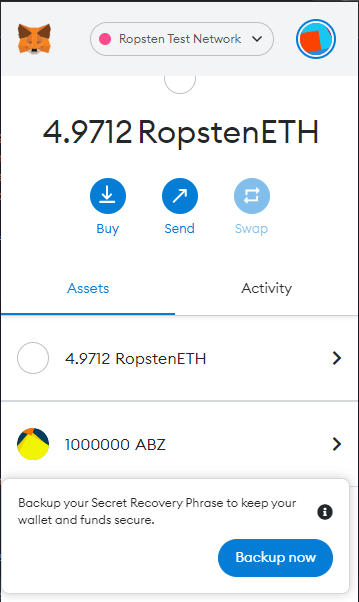 Ropsten Test Network
4.9712 RopstenETH
Buy Send Swap
Assets Activity
4.9712 RopstenETH
1000000 ABZ
Backup your Secret Recovery Phrase to keep your
wallet and funds secure.
Backup now